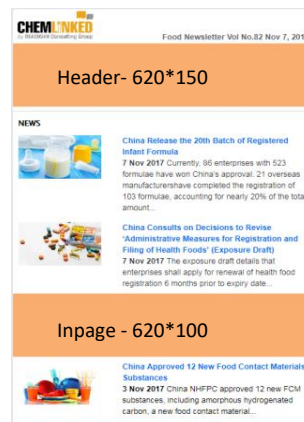 CHEMLINKED
by REACH24H Consulting Group
Food Newsletter Vol No.82 Nov 7, 201
Header- 620*150
NEWS
China Release the 20th Batch of Registered
Infant Formula
7 Nov 2017 Currently, 86 enterprises with 523
formulae have won China's approval. 21 overseas
manufacturershave completed the registration of
103 formulae, accounting for nearly 20% of the tota
amount...
China Consults on Decisions to Revise
'Administrative Measures for Registration and
Filing of Health Foods' (Exposure Draft)
7 Nov 2017 The exposure draft details that
enterprises shall apply for renewal of health food
registration 6 months prior to expiry date...
Inpage - 620*100
China Approved 12 New Food Contact Materials
Substances
3 Nov 2017 China NHFPC approved 12 new FCM
substances, including amorphous hydrogenated
carbon, a new food contact material...